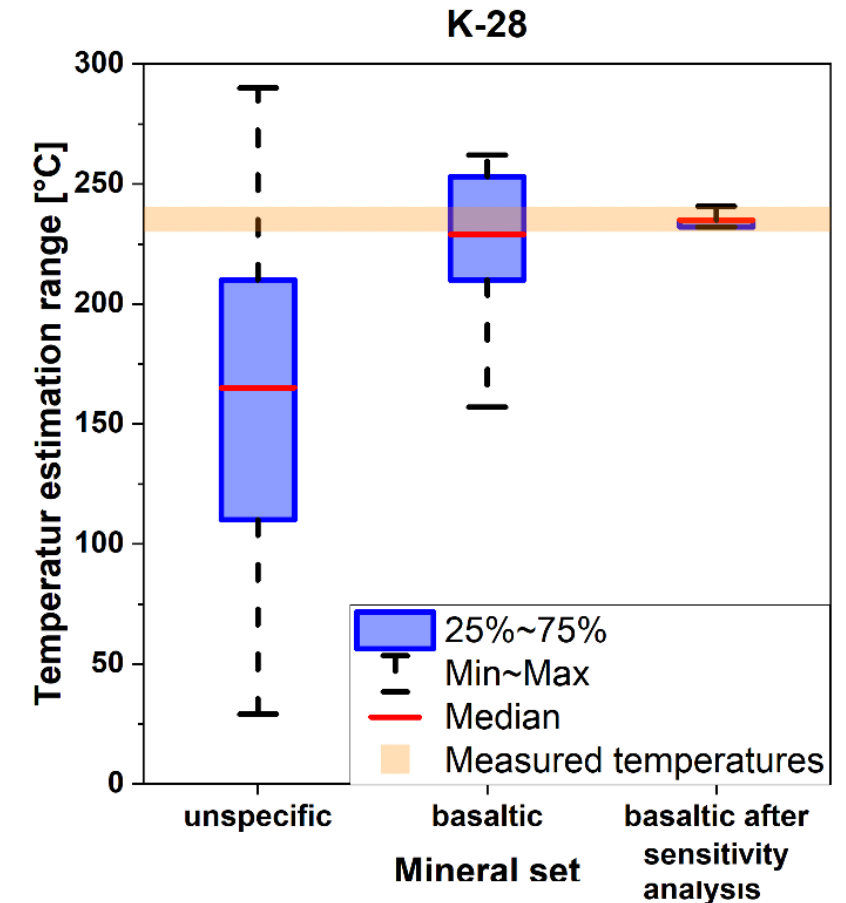 K-28
Temperatur estimation range [°C]
300
250
200
150
100
50
0
25%~75%
Min~Max
Median
Measured temperatures
unspecific
basaltic
basaltic after
sensitivity
analysis
Mineral set